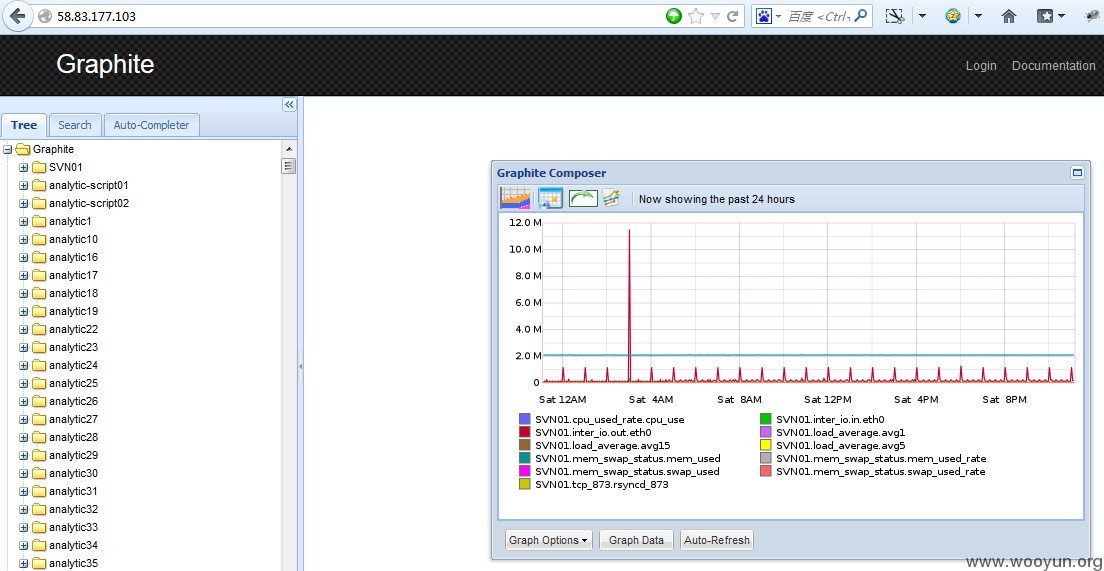 58.83.177.103
百度 <Ctrl-
Graphite
Login Documentation
Tree Search Auto-Completer
Graphite
SVN01
analytic-script01
analytic-script02
analytic1
analytic10
analytic16
analytic17
analytic18
analytic19
analytic22
analytic23
analytic24
analytic25
analytic26
analytic27
analytic28
analytic29
analytic30
analytic31
analytic32
analytic33
analytic34
analytic35
Graphite Composer
Now showing the past 24 hours
12.0 M
10.0 M
8.0 M
6.0 M
4.0 M
2.0 M
0
Sat 12AM Sat 4AM Sat 8AM Sat 12PM Sat 4PM Sat 8PM
SVN01.cpu_used_rate.cpu_use SVN01.inter_io.in.eth0
SVN01.inter_io.out.eth0 SVN01.load_average.avg1
SVN01.load_average.avg15 SVN01.load_average.avg5
SVN01.mem_swap_status.mem_used SVN01.mem_swap_status.mem_used_rate
SVN01.mem_swap_status.swap_used SVN01.mem_swap_status.swap_used_rate
SVN01.tcp_873.rsyncd_873
Graph Options Graph Data Auto-Refresh
www.wooyun.org